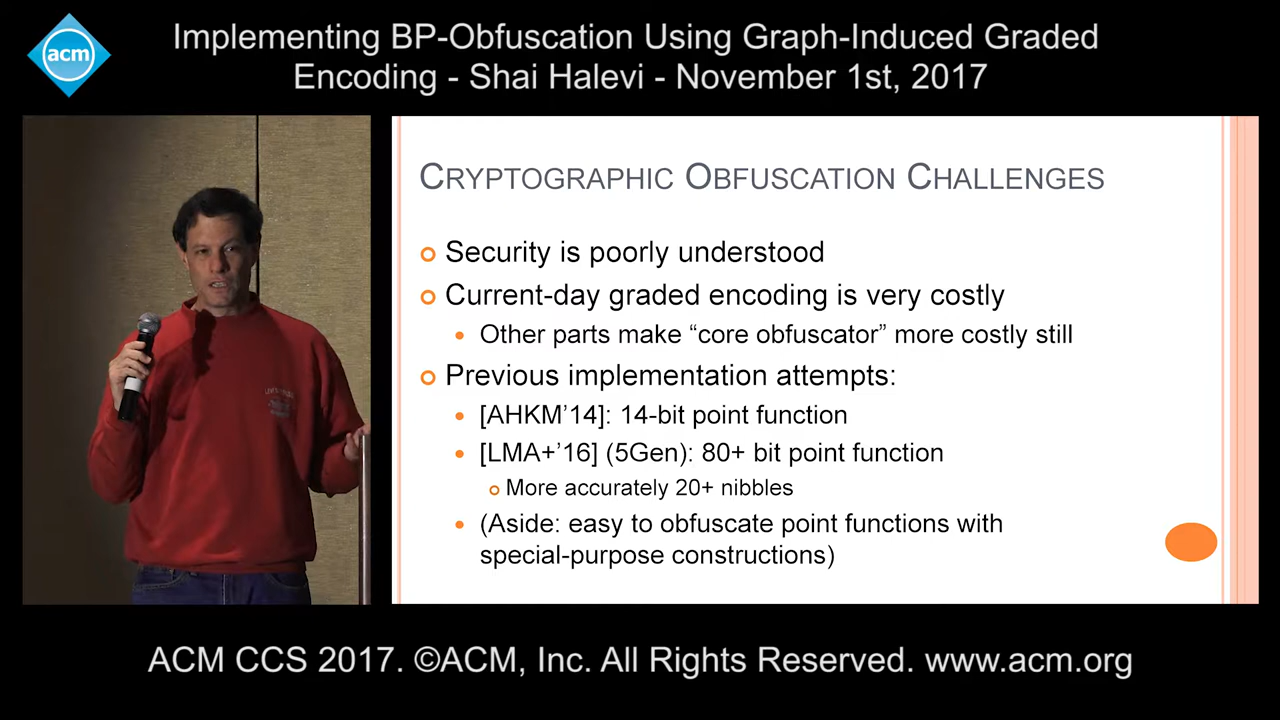 acm
Implementing BP-Obfuscation Using Graph-Induced Graded
Encoding - Shai Halevi - November 1st, 2017
CRYPTOGRAPHIC OBFUSCATION CHALLENGES
Security is poorly understood
Current-day graded encoding is very costly
Other parts make “core obfuscator” more costly still
Previous implementation attempts:
[AHKM’14]: 14-bit point function
[LMA+’16] (5Gen): 80+ bit point function
More accurately 20+ nibbles
(Aside: easy to obfuscate point functions with
special-purpose constructions)
ACM CCS 2017. ©ACM, Inc. All Rights Reserved. www.acm.org